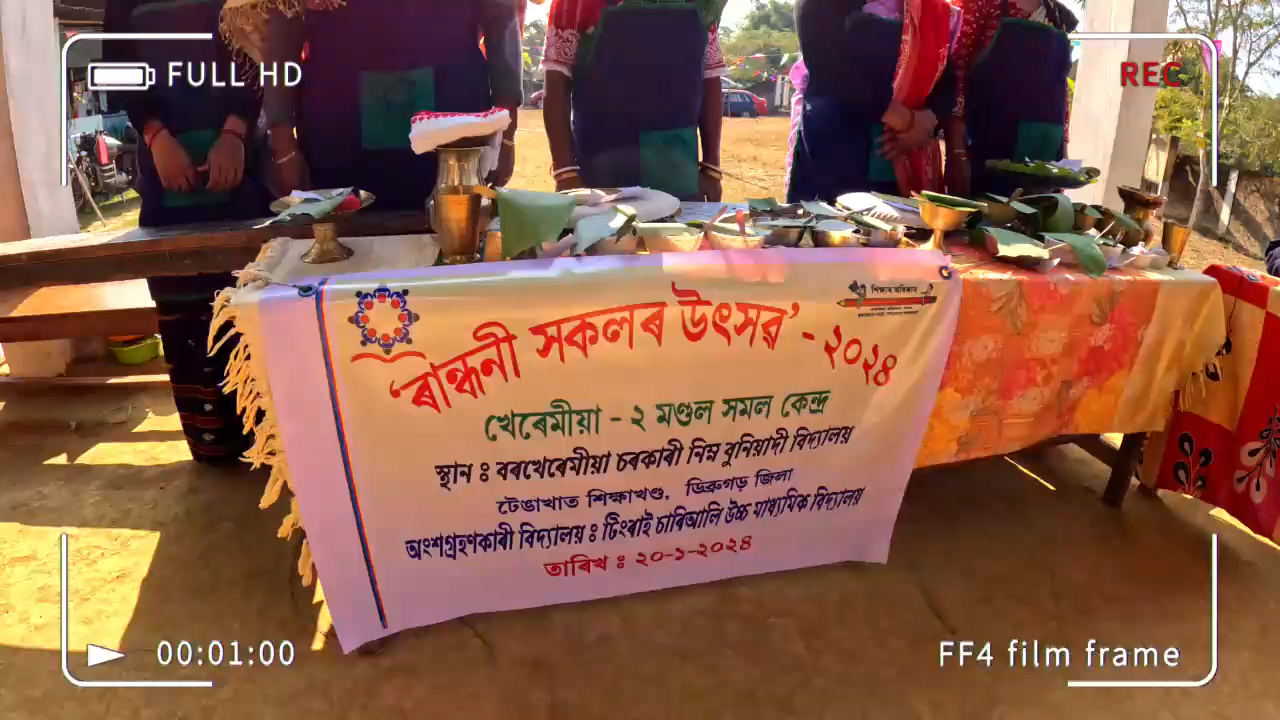 FULL HD
REC
শিক্ষাৰ অধিকাৰ
'ৰান্ধনী সকলৰ উৎসৱ' - ২০২৪
খেৰেমীয়া - ২ মণ্ডল সমল কেন্দ্ৰ
স্থান ঃ বৰখেৰেমীয়া চৰকাৰী নিম্ন বুনিয়াদী বিদ্যালয়
টেঙাখাত শিক্ষাখণ্ড, ডিব্ৰুগড় জিলা
অংশগ্ৰহণকাৰী বিদ্যালয় ঃ টিংৰাই চাৰিআলি উচ্চ মাধ্যমিক বিদ্যালয়
তাৰিখ ঃ ২০-১-২০২৪
00:01:00
FF4 film frame